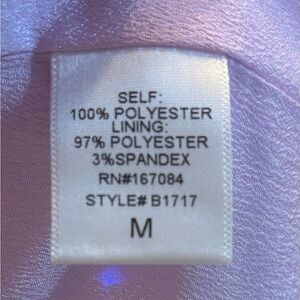 SELF:
100% POLYESTER
LINING:
97% POLYESTER
3%SPANDEX
RN#167084
STYLE# B1717
M